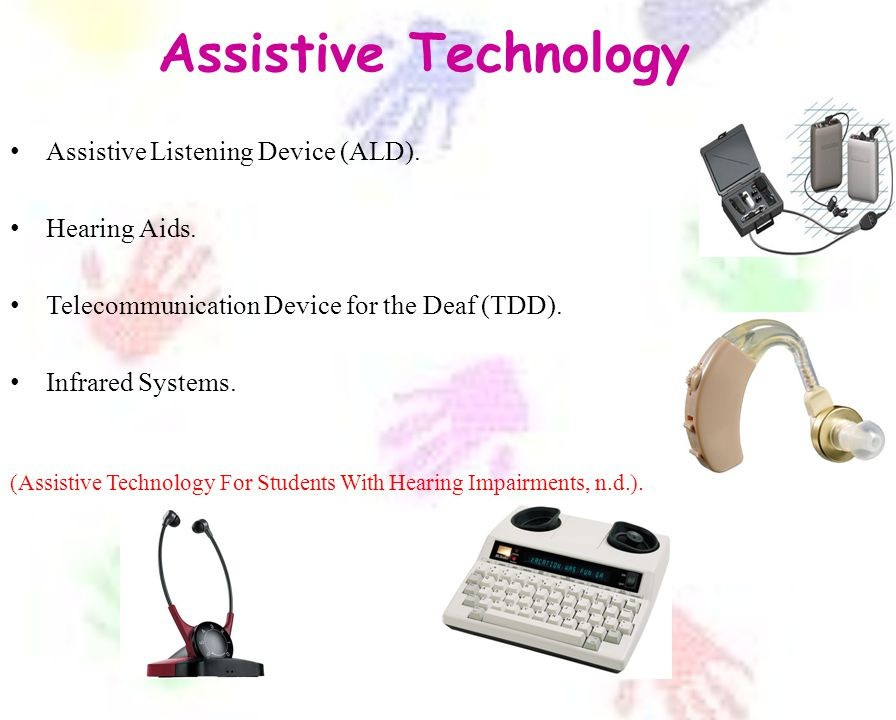 Assistive Technology
• Assistive Listening Device (ALD).
• Hearing Aids.
• Telecommunication Device for the Deaf (TDD).
• Infrared Systems.
(Assistive Technology For Students With Hearing Impairments, n.d.).
VACATION WAS FUN GA